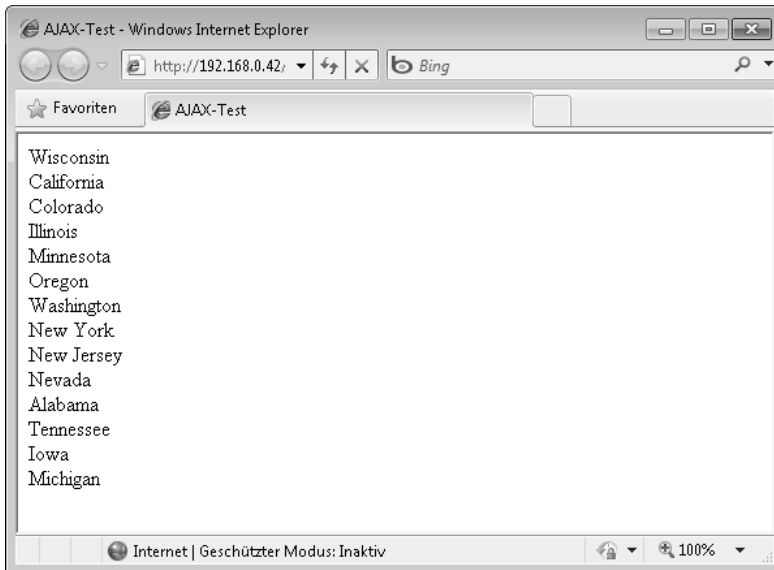 AJAX-Test - Windows Internet Explorer
http://192.168.0.42/
Bing
Favoriten
AJAX-Test
Wisconsin
California
Colorado
Illinois
Minnesota
Oregon
Washington
New York
New Jersey
Nevada
Alabama
Tennessee
Iowa
Michigan
Internet | Geschützter Modus: Inaktiv
100%